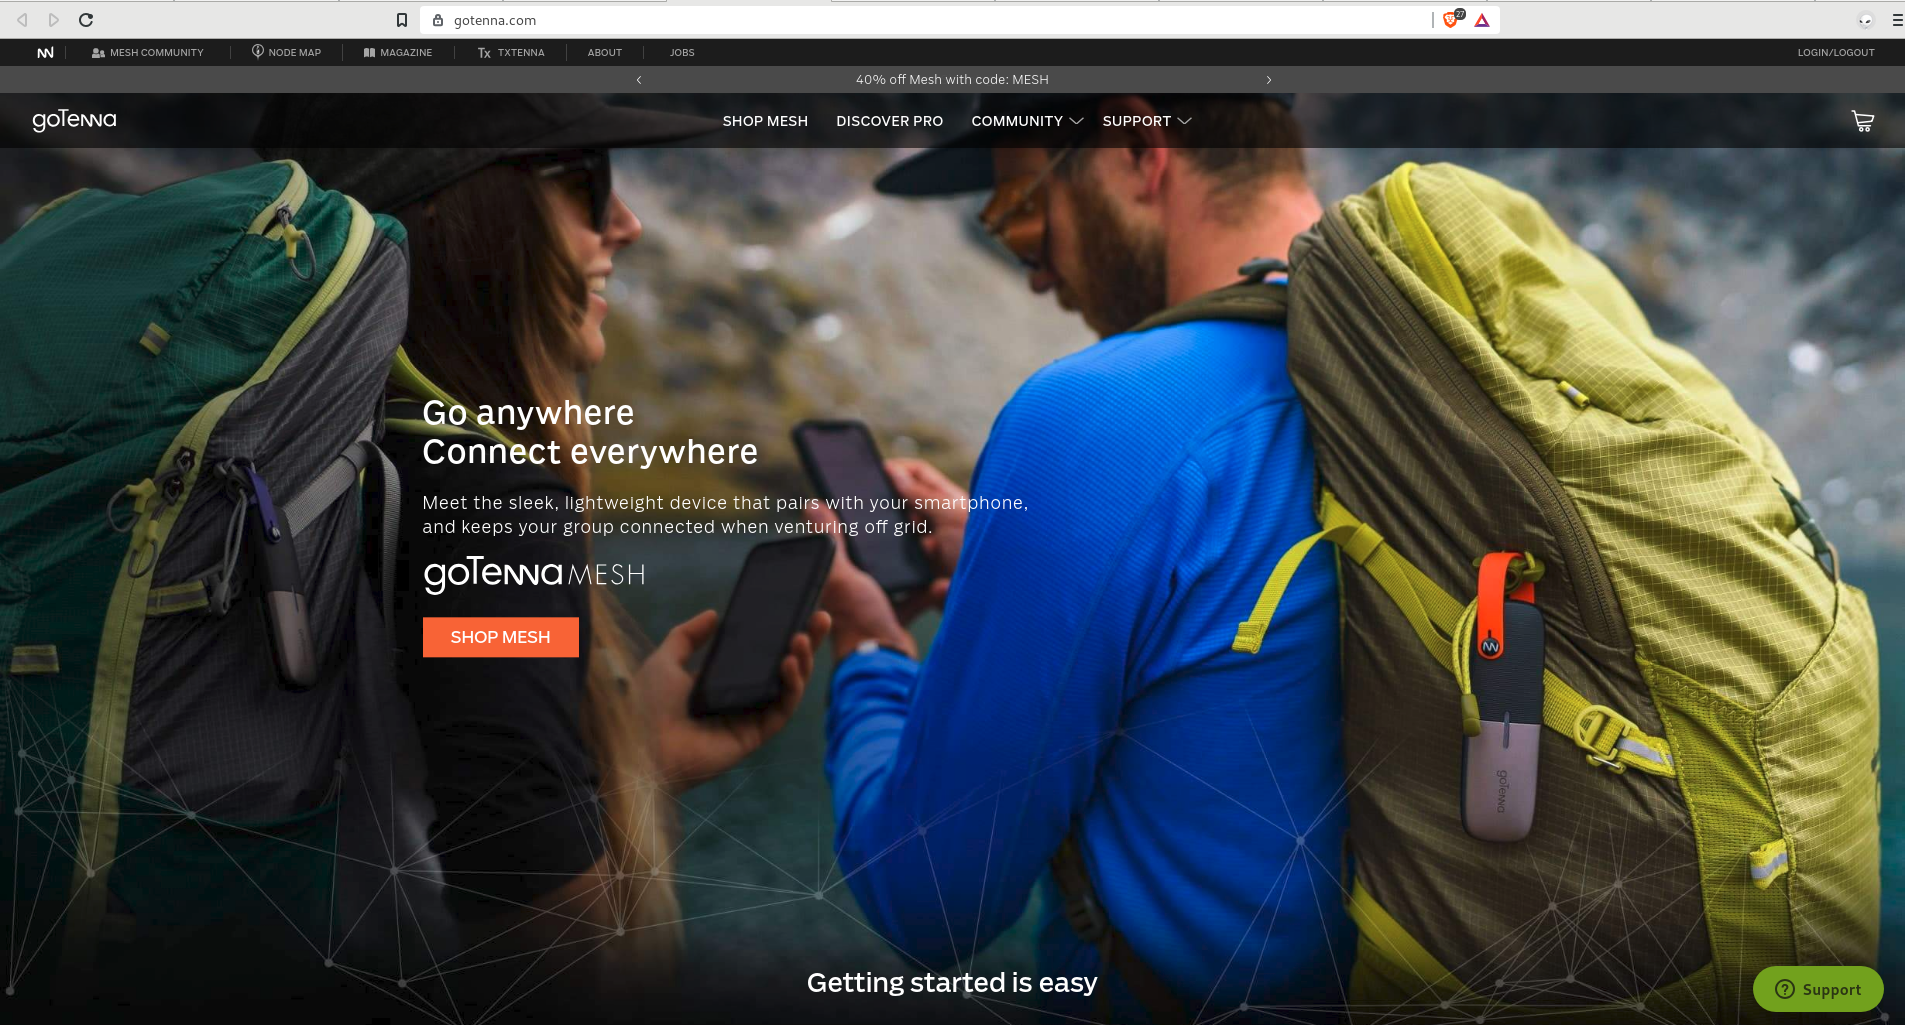 gotenna.com
27
MESH COMMUNITY
NODE MAP
MAGAZINE
Tx TXTENNA
ABOUT
JOBS
LOGIN/LOGOUT
40% off Mesh with code: MESH
goTenna
SHOP MESH
DISCOVER PRO
COMMUNITY
SUPPORT
Go anywhere
Connect everywhere
Meet the sleek, lightweight device that pairs with your smartphone,
and keeps your group connected when venturing off grid.
goTenna MESH
SHOP MESH
goTenna
Getting started is easy
Support